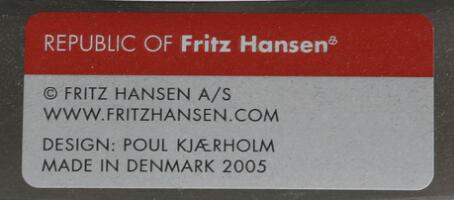 REPUBLIC OF Fritz Hansen®
© FRITZ HANSEN A/S
WWW.FRITZHANSEN.COM
DESIGN: POUL KJÆRHOLM
MADE IN DENMARK 2005